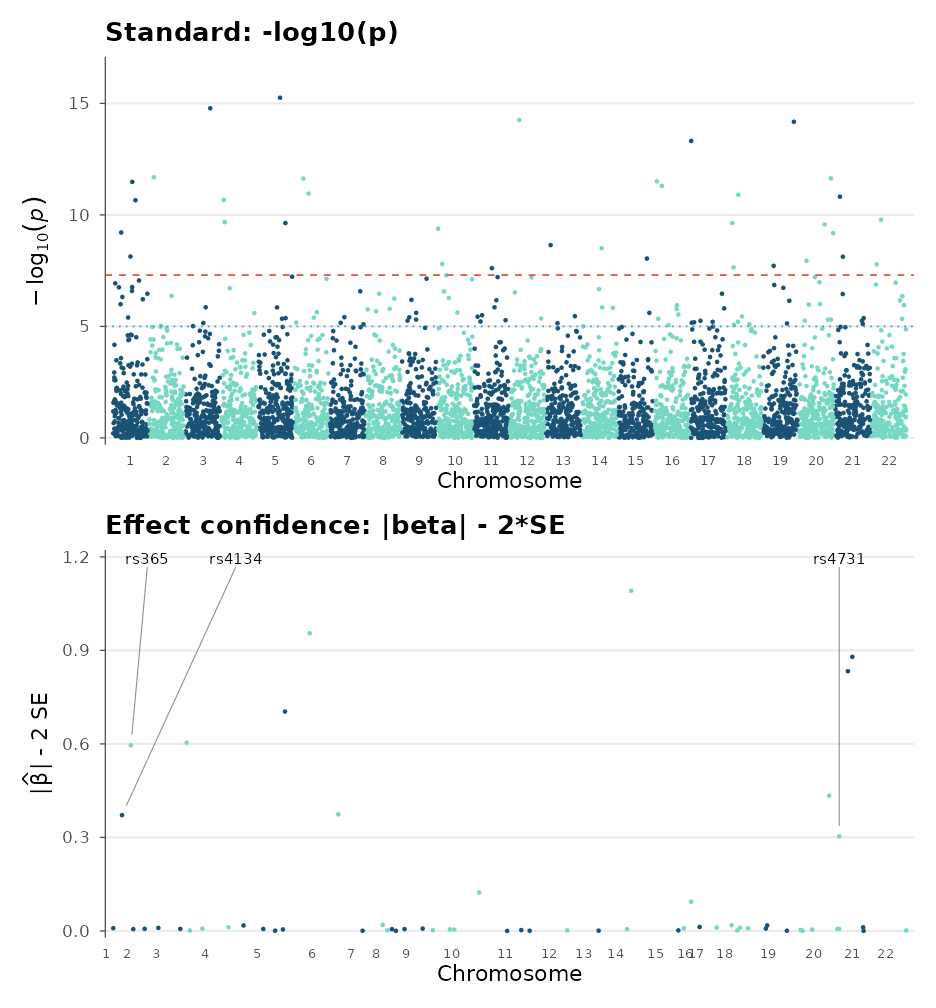 Standard: -log10(p)
15
10
5
0
− log10(p)
1 2 3 4 5 6 7 8 9 10 11 12 13 14 15 16 17 18 19 20 21 22
Chromosome
Effect confidence: |beta| - 2*SE
rs365 rs4134 rs4731
1.2
0.9
0.6
0.3
0.0
|β̂| - 2 SE
1 2 3 4 5 6 7 8 9 10 11 12 13 14 15 16 17 18 19 20 21 22
Chromosome